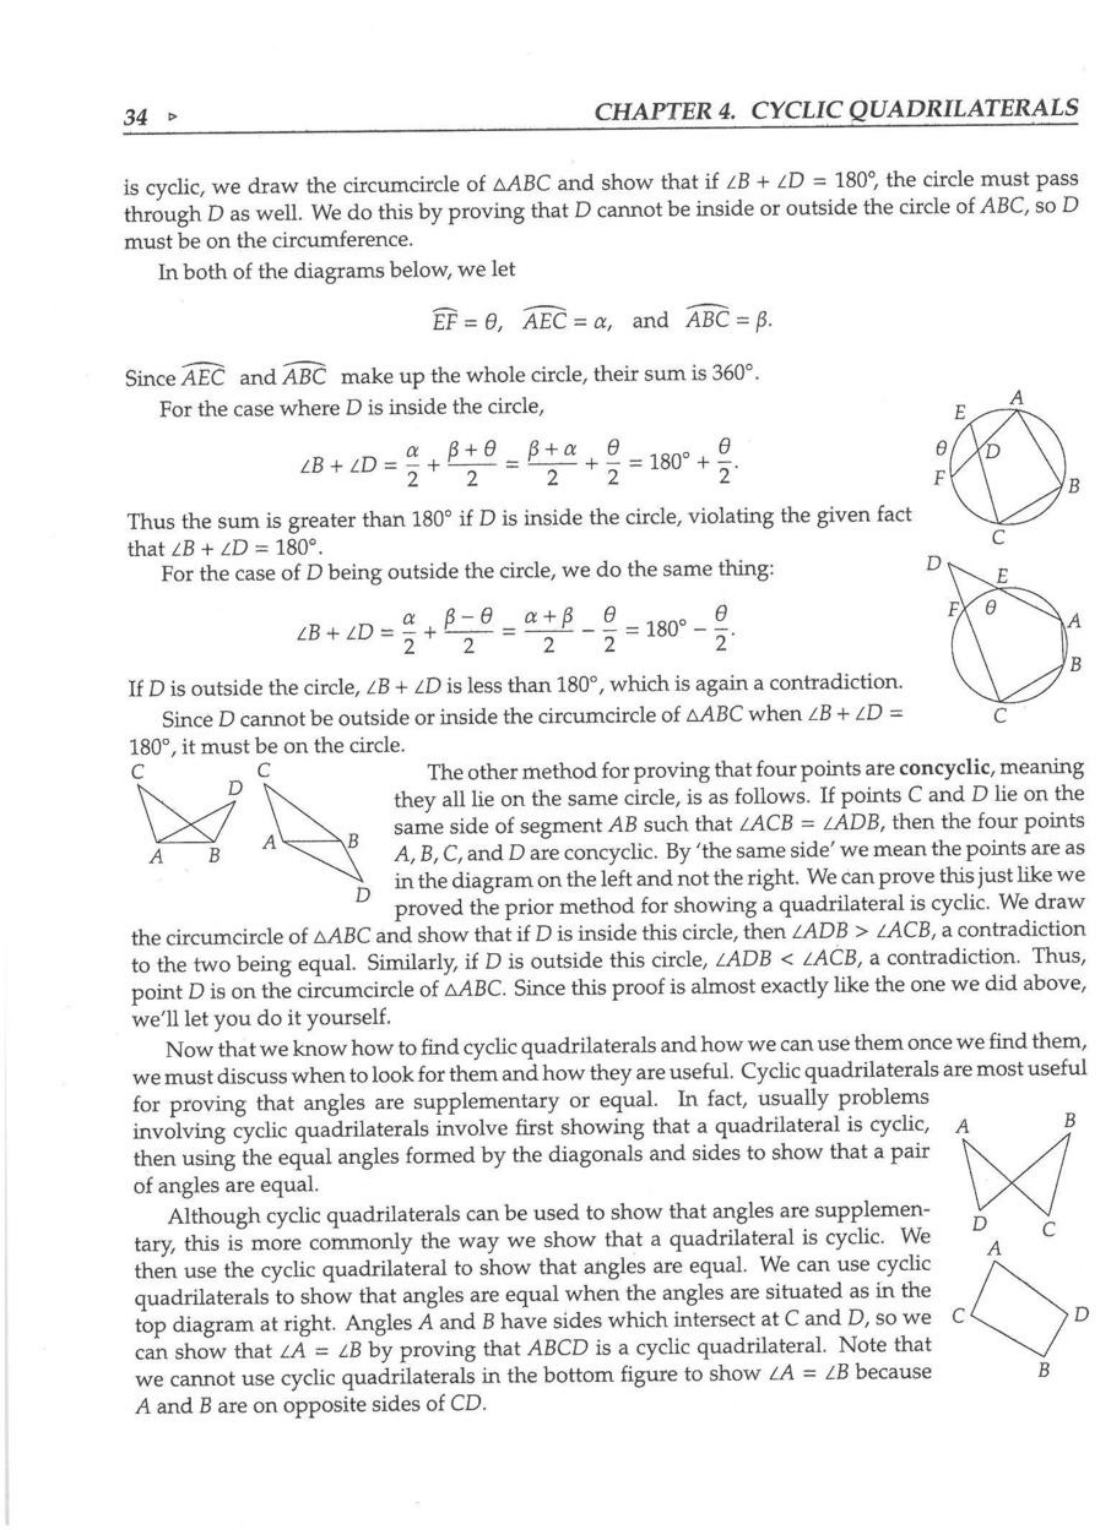 34 ▷ CHAPTER 4. CYCLIC QUADRILATERALS
is cyclic, we draw the circumcircle of △ABC and show that if ∠B + ∠D = 180°, the circle must pass
through D as well. We do this by proving that D cannot be inside or outside the circle of ABC, so D
must be on the circumference.
In both of the diagrams below, we let
E͡F = θ, A͡EC = α, and A͡BC = β.
Since A͡EC and A͡BC make up the whole circle, their sum is 360°.
For the case where D is inside the circle,
∠B + ∠D = α/2 + (β + θ)/2 = (β + α)/2 + θ/2 = 180° + θ/2.
E A
θ D
F B
C
Thus the sum is greater than 180° if D is inside the circle, violating the given fact
that ∠B + ∠D = 180°.
For the case of D being outside the circle, we do the same thing:
∠B + ∠D = α/2 + (β − θ)/2 = (α + β)/2 − θ/2 = 180° − θ/2.
D E
F θ A
B
C
If D is outside the circle, ∠B + ∠D is less than 180°, which is again a contradiction.
Since D cannot be outside or inside the circumcircle of △ABC when ∠B + ∠D =
180°, it must be on the circle.
C D
A B
C
A B
D
The other method for proving that four points are concyclic, meaning
they all lie on the same circle, is as follows. If points C and D lie on the
same side of segment AB such that ∠ACB = ∠ADB, then the four points
A, B, C, and D are concyclic. By ‘the same side’ we mean the points are as
in the diagram on the left and not the right. We can prove this just like we
proved the prior method for showing a quadrilateral is cyclic. We draw
the circumcircle of △ABC and show that if D is inside this circle, then ∠ADB > ∠ACB, a contradiction
to the two being equal. Similarly, if D is outside this circle, ∠ADB < ∠ACB, a contradiction. Thus,
point D is on the circumcircle of △ABC. Since this proof is almost exactly like the one we did above,
we’ll let you do it yourself.
Now that we know how to find cyclic quadrilaterals and how we can use them once we find them,
we must discuss when to look for them and how they are useful. Cyclic quadrilaterals are most useful
for proving that angles are supplementary or equal. In fact, usually problems
involving cyclic quadrilaterals involve first showing that a quadrilateral is cyclic,
then using the equal angles formed by the diagonals and sides to show that a pair
of angles are equal.
A B
D C
Although cyclic quadrilaterals can be used to show that angles are supplemen-
tary, this is more commonly the way we show that a quadrilateral is cyclic. We
then use the cyclic quadrilateral to show that angles are equal. We can use cyclic
quadrilaterals to show that angles are equal when the angles are situated as in the
top diagram at right. Angles A and B have sides which intersect at C and D, so we
can show that ∠A = ∠B by proving that ABCD is a cyclic quadrilateral. Note that
we cannot use cyclic quadrilaterals in the bottom figure to show ∠A = ∠B because
A and B are on opposite sides of CD.
A
C D
B